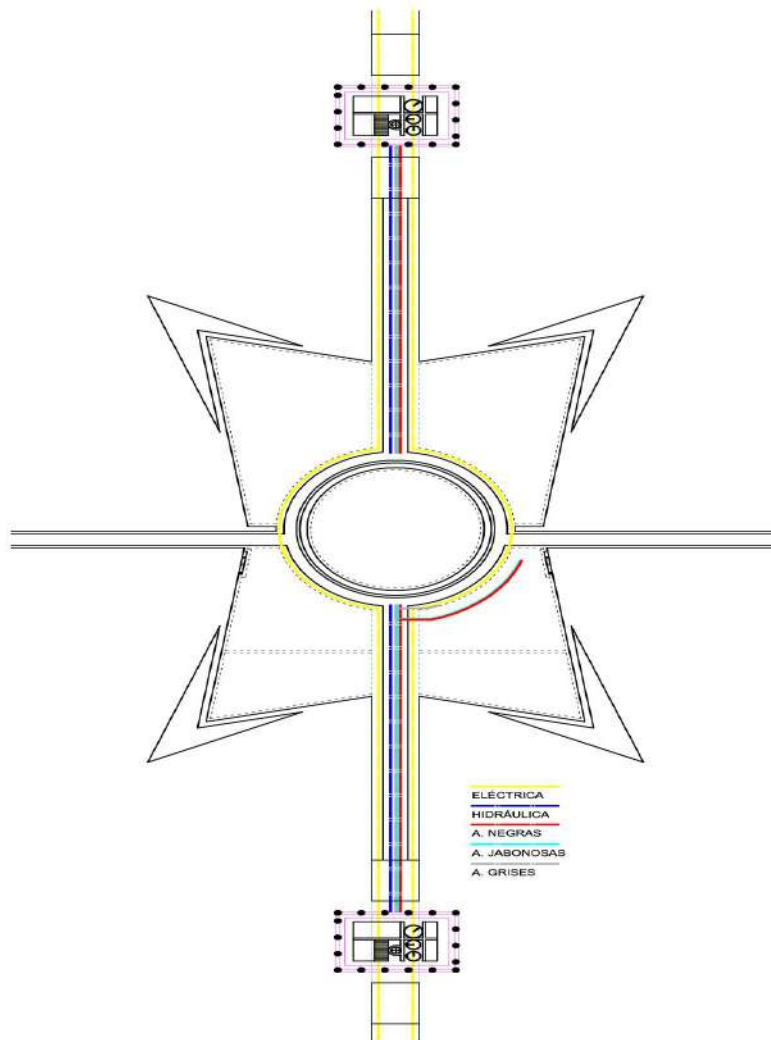 ELÉCTRICA
HIDRÁULICA
A. NEGRAS
A. JABONOSAS
A. GRISES